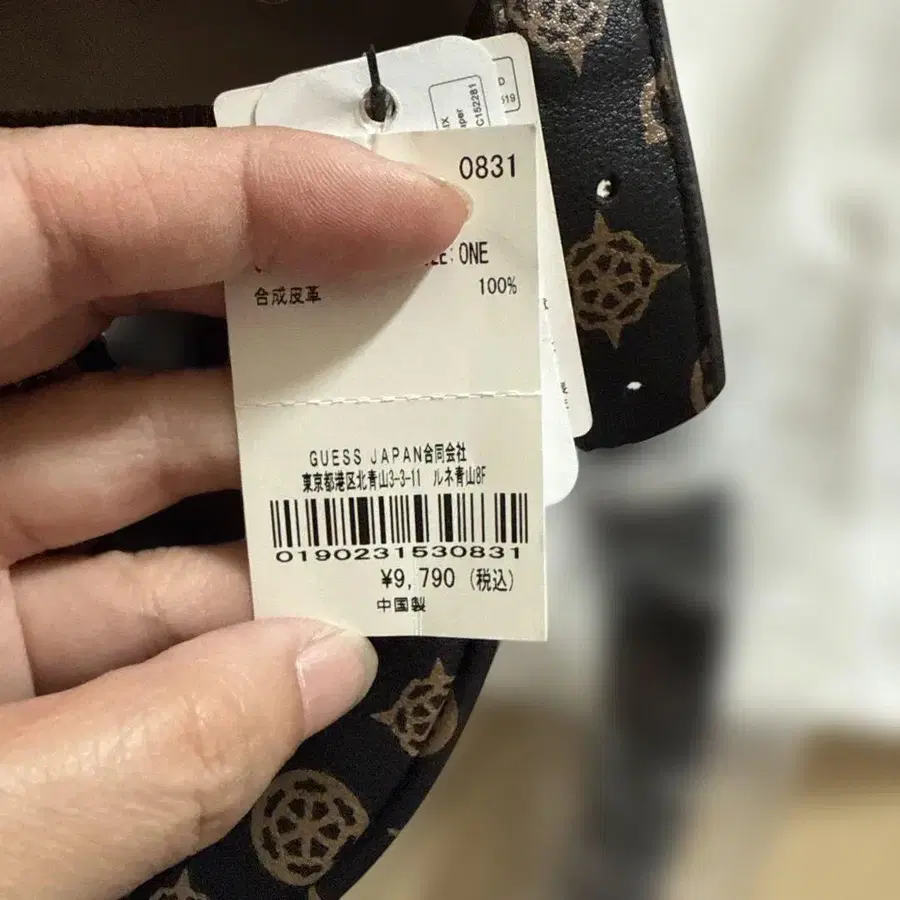 0831
: ONE
合成皮革 100%
GUESS JAPAN合同会社
東京都港区北青山3-3-11 ルネ青山8F
0190231530831
¥9,790 (税込)
中国製
C152281